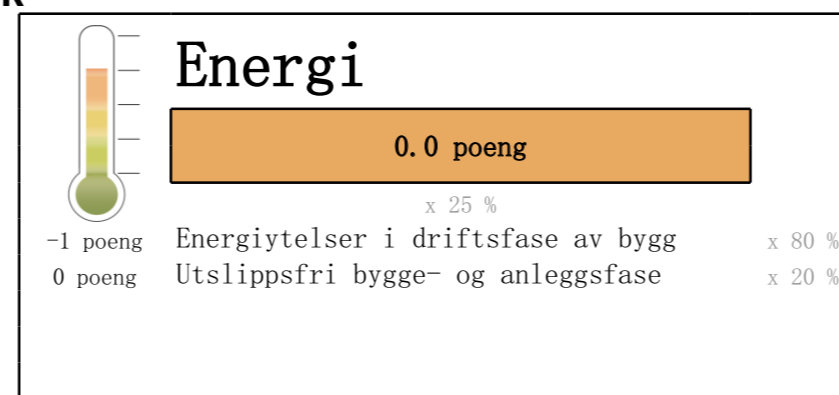 Energi
0.0 poeng
x 25 %
-1 poeng Energiytelser i driftsfase av bygg x 80 %
0 poeng Utslippsfri bygge- og anleggsfase x 20 %